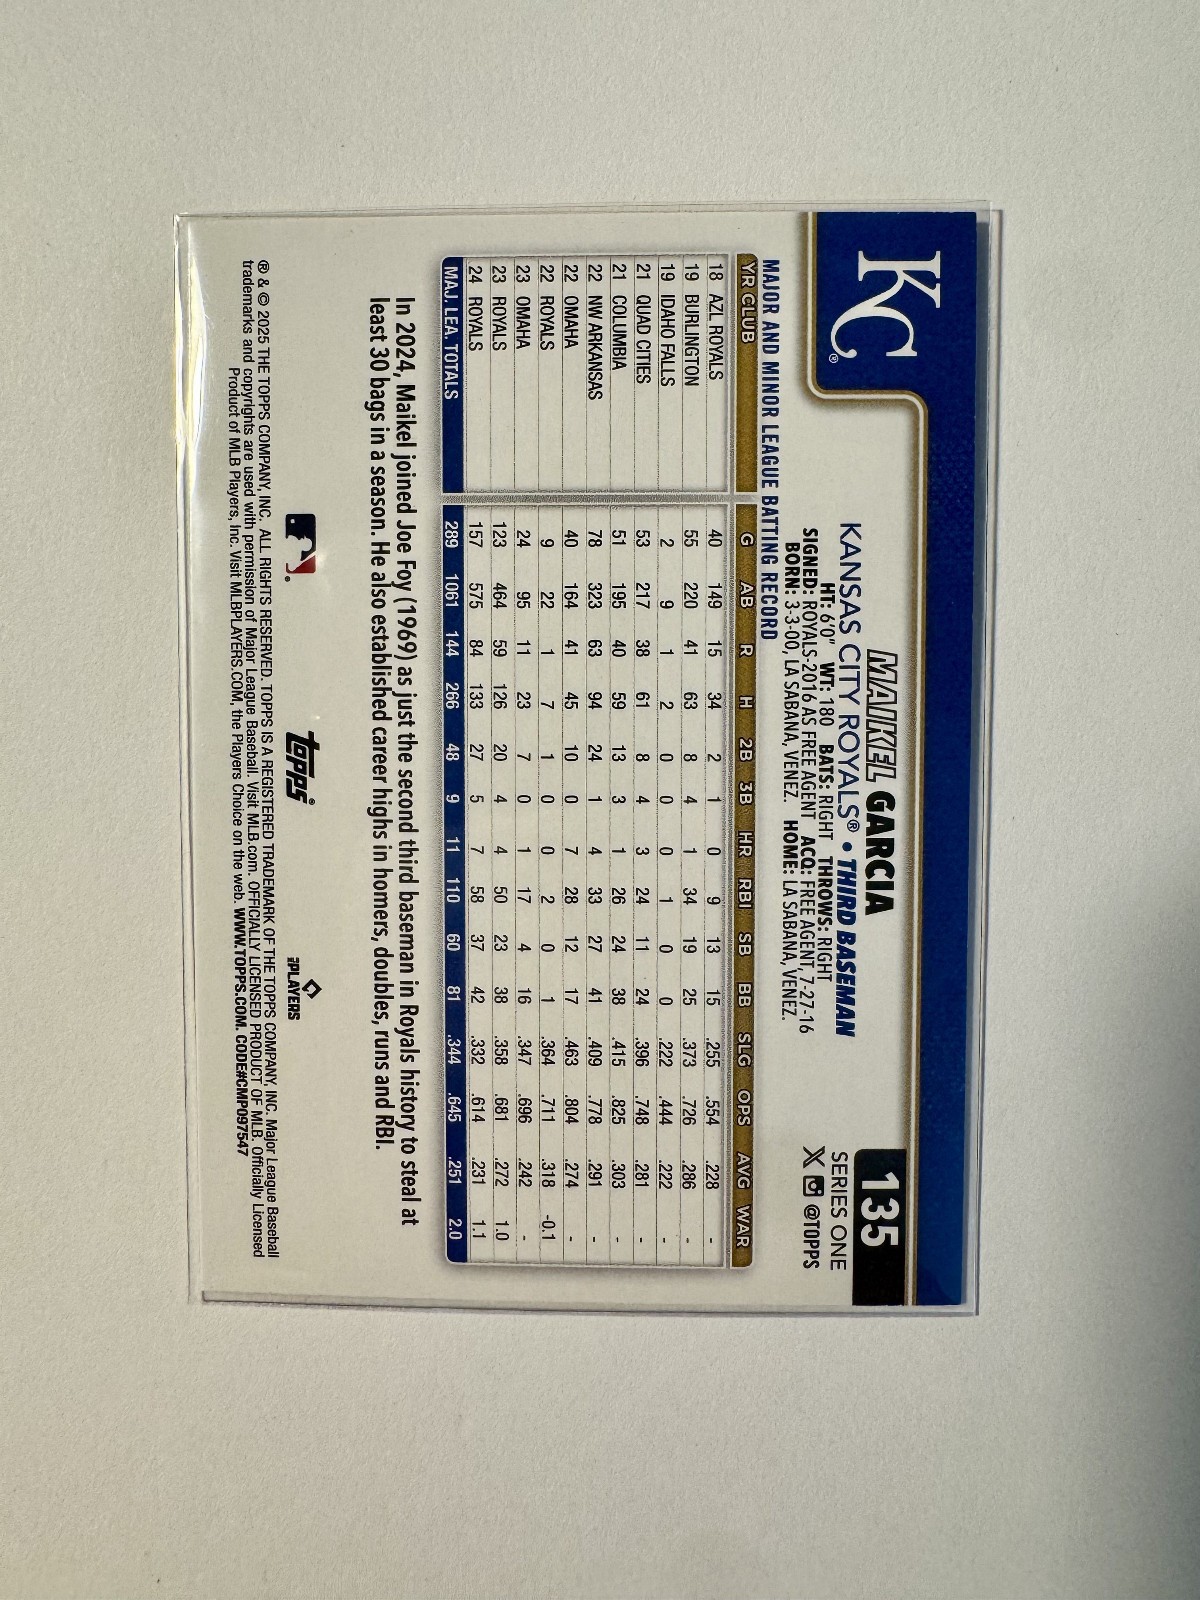 KC®
135
MAIKEL GARCIA
SERIES ONE
KANSAS CITY ROYALS® • THIRD BASEMAN
X @TOPPS
HT: 6'0" WT: 180 BATS: RIGHT THROWS: RIGHT
SIGNED: ROYALS-2016 AS FREE AGENT ACQ: FREE AGENT, 7-27-16
BORN: 3-3-00, LA SABANA, VENEZ. HOME: LA SABANA, VENEZ.
MAJOR AND MINOR LEAGUE BATTING RECORD
YR CLUB G AB R H 2B 3B HR RBI SB BB SLG OPS AVG WAR
18 AZL ROYALS 40 149 15 34 2 1 0 9 13 15 .255 .554 .228 -
19 BURLINGTON 55 220 41 63 8 4 1 34 19 25 .373 .726 .286 -
19 IDAHO FALLS 2 9 1 2 0 0 0 1 0 0 .222 .444 .222 -
21 QUAD CITIES 53 217 38 61 8 4 3 24 11 24 .396 .748 .281 -
21 COLUMBIA 51 195 40 59 13 3 1 26 24 38 .415 .825 .303 -
22 NW ARKANSAS 78 323 63 94 24 1 4 33 27 41 .409 .778 .291 -
22 OMAHA 40 164 41 45 10 0 7 28 12 17 .463 .804 .274 -
22 ROYALS 9 22 1 7 1 0 0 2 0 1 .364 .711 .318 -0.1
23 OMAHA 24 95 11 23 7 0 1 17 4 16 .347 .696 .242 -
23 ROYALS 123 464 59 126 20 4 4 50 23 38 .358 .681 .272 1.0
24 ROYALS 157 575 84 133 27 5 7 58 37 42 .332 .614 .231 1.1
MAJ. LEA. TOTALS 289 1061 144 266 48 9 11 110 60 81 .344 .645 .251 2.0
In 2024, Maikel joined Joe Foy (1969) as just the second third baseman in Royals history to steal at
least 30 bags in a season. He also established career highs in homers, doubles, runs and RBI.
topps®
PLAYERS
® & © 2025 THE TOPPS COMPANY, INC. ALL RIGHTS RESERVED. TOPPS IS A REGISTERED TRADEMARK OF THE TOPPS COMPANY, INC. Major League Baseball
trademarks and copyrights are used with permission of Major League Baseball. Visit MLB.com. OFFICIALLY LICENSED PRODUCT OF MLB. Officially Licensed
Product of MLB Players, Inc. Visit MLBPLAYERS.COM, the Players Choice on the web. WWW.TOPPS.COM. CODE#CMP097547